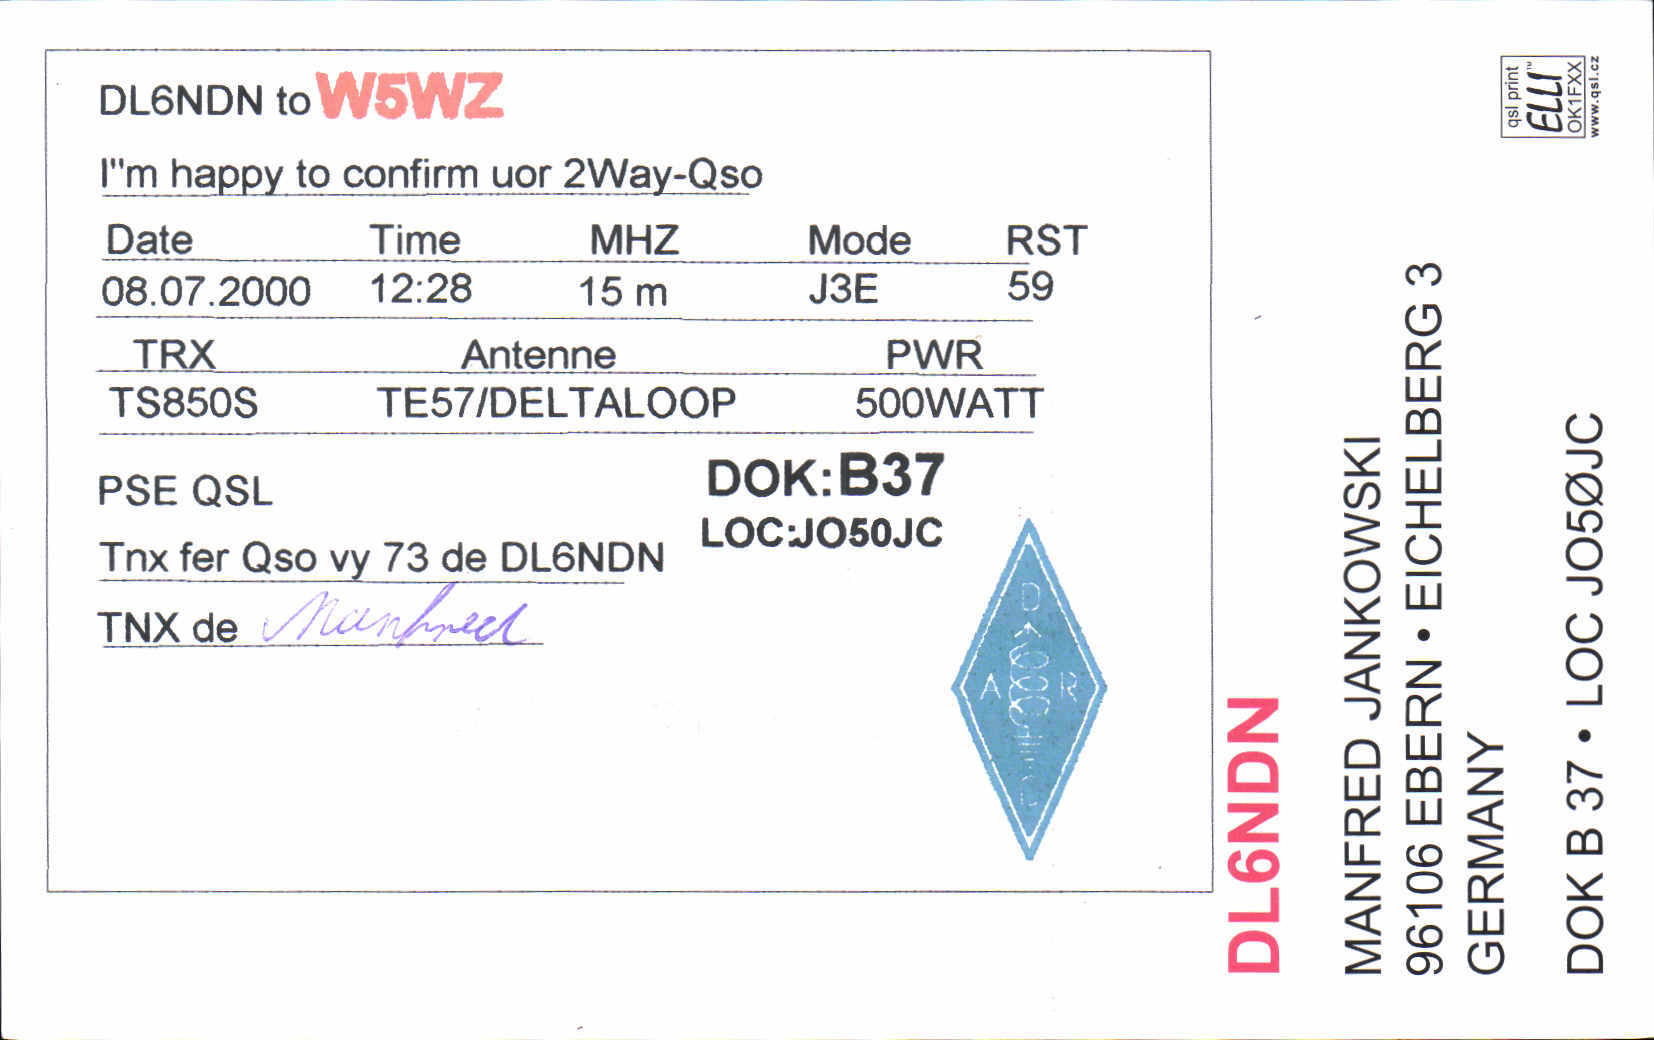 DL6NDN to W5WZ
I"m happy to confirm uor 2Way-Qso
Date Time MHZ Mode RST
08.07.2000 12:28 15 m J3E 59
TRX Antenne PWR
TS850S TE57/DELTALOOP 500WATT
PSE QSL
DOK:B37
LOC:JO50JC
Tnx fer Qso vy 73 de DL6NDN
TNX de Manfred
D
A R
C
DL6NDN
MANFRED JANKOWSKI
96106 EBERN • EICHELBERG 3
GERMANY
DOK B 37 • LOC JO5ØJC
qsl print
ELLI™
OK1FXX
www.qsl.cz